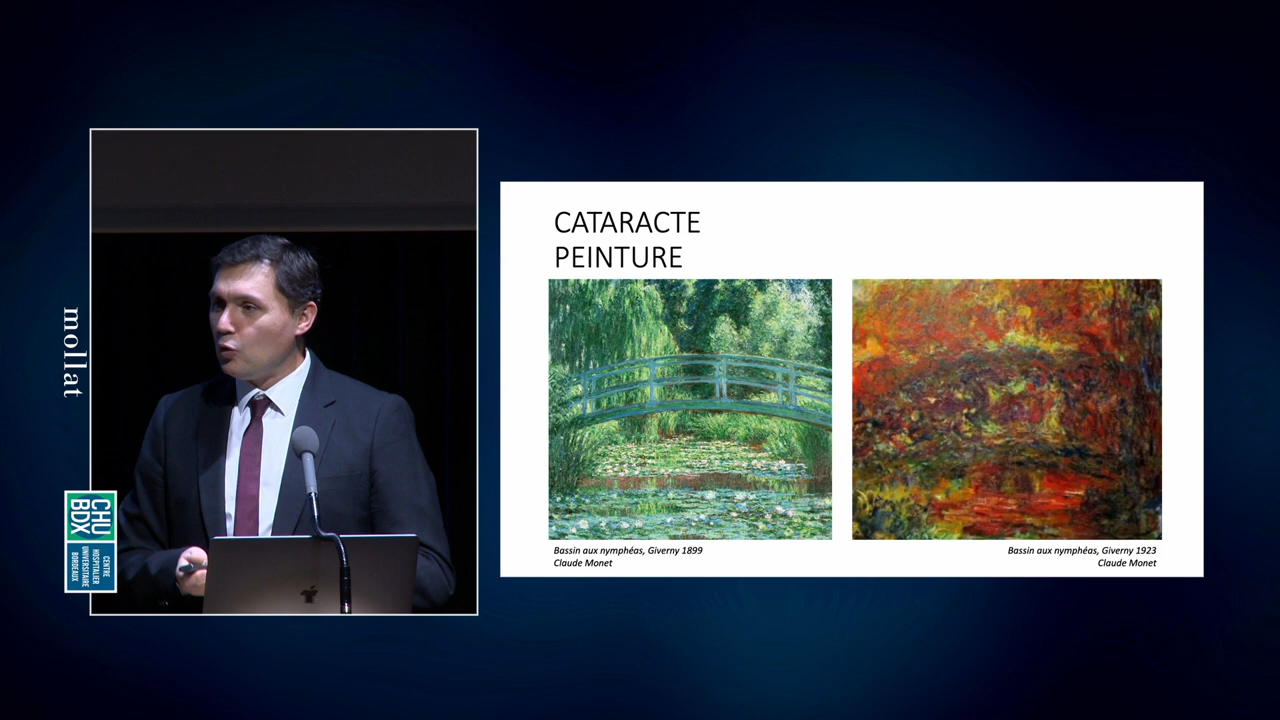 mollat
CHU
BDX
CENTRE
HOSPITALIER
UNIVERSITAIRE
BORDEAUX
CATARACTE
PEINTURE
Bassin aux nymphéas, Giverny 1899
Claude Monet
Bassin aux nymphéas, Giverny 1923
Claude Monet